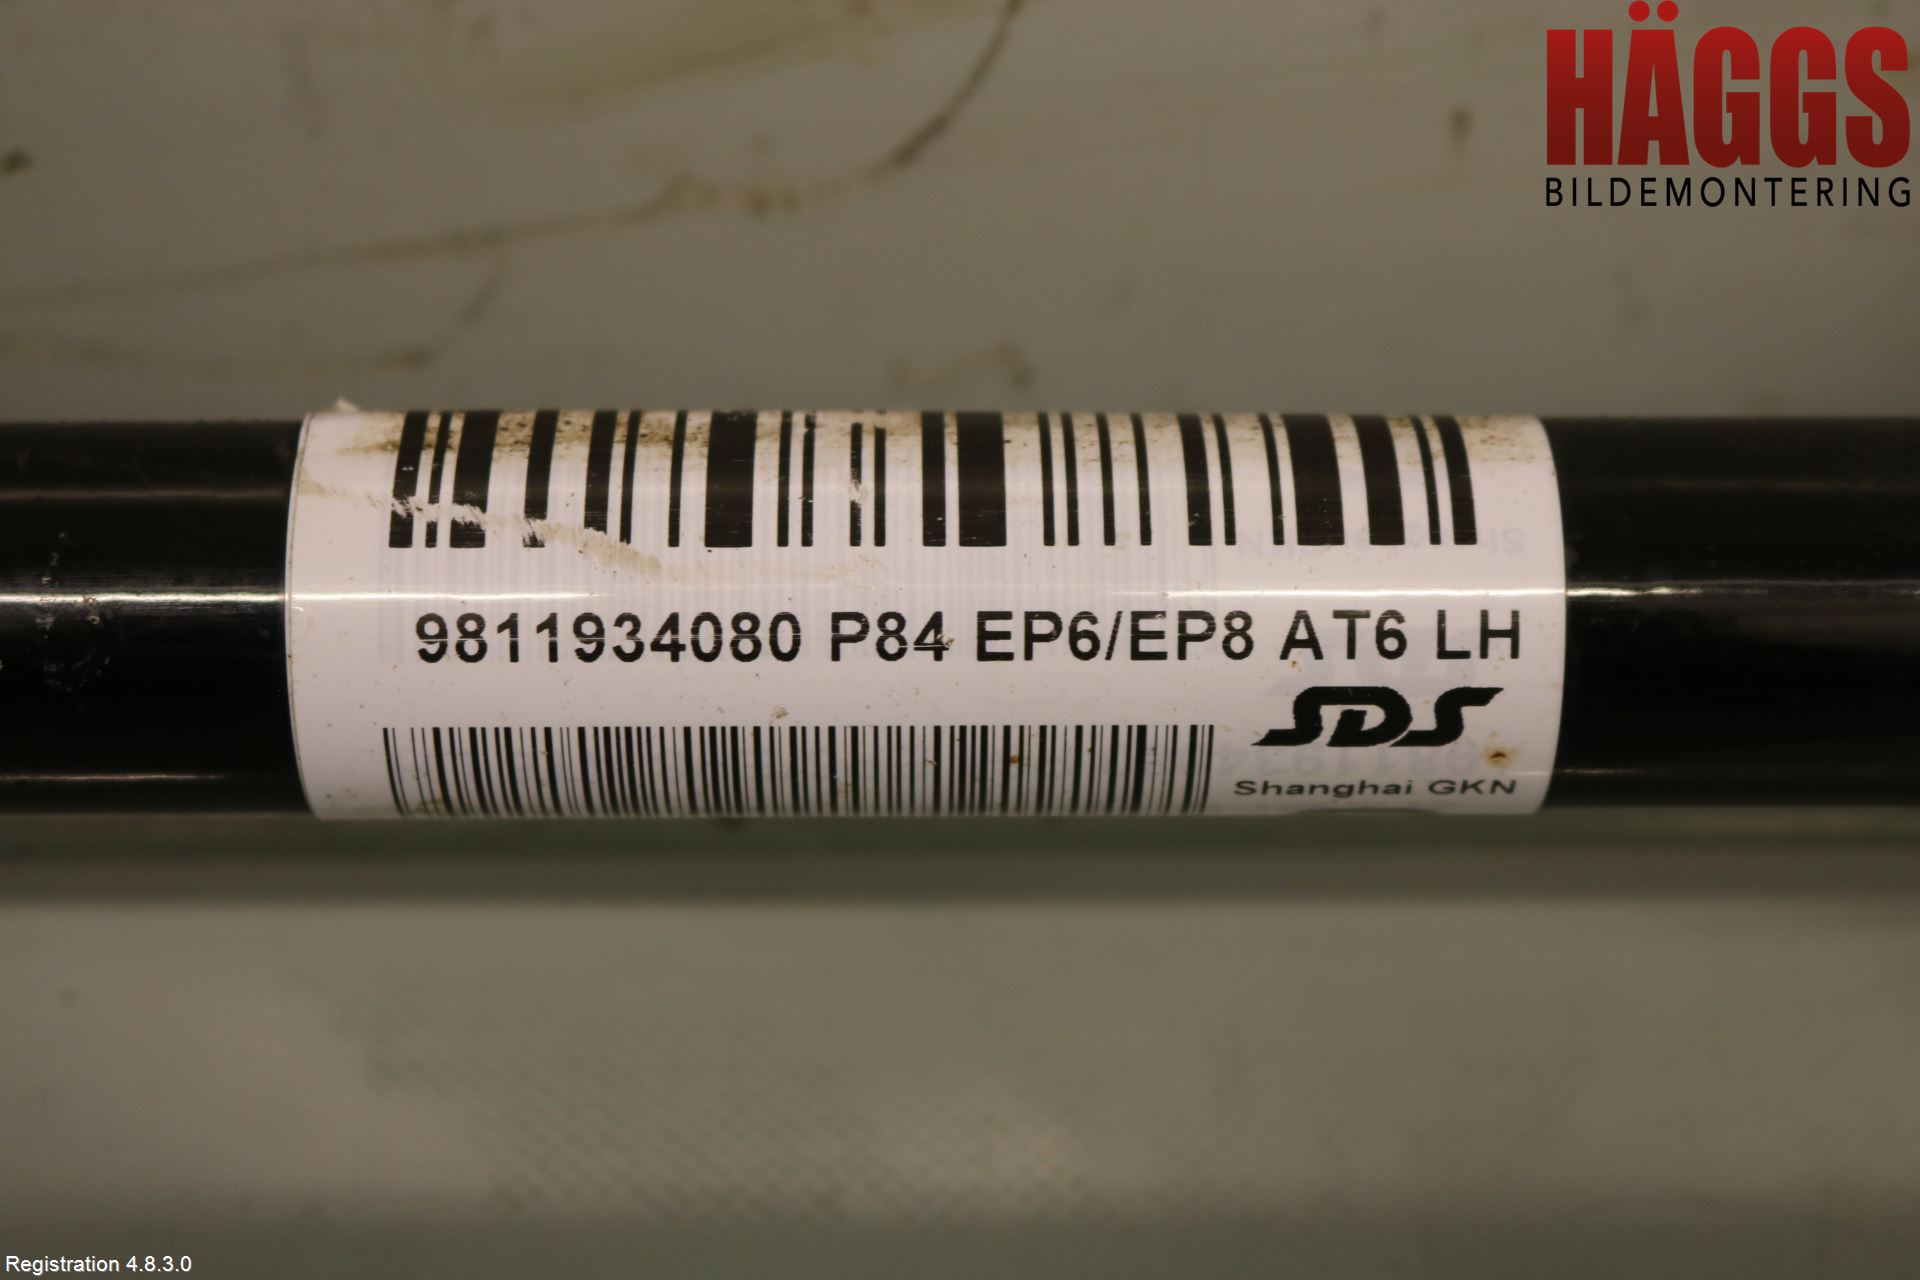 HÄGGS
BILDEMONTERING
9811934080 P84 EP6/EP8 AT6 LH
SDS
Shanghai GKN
Registration 4.8.3.0